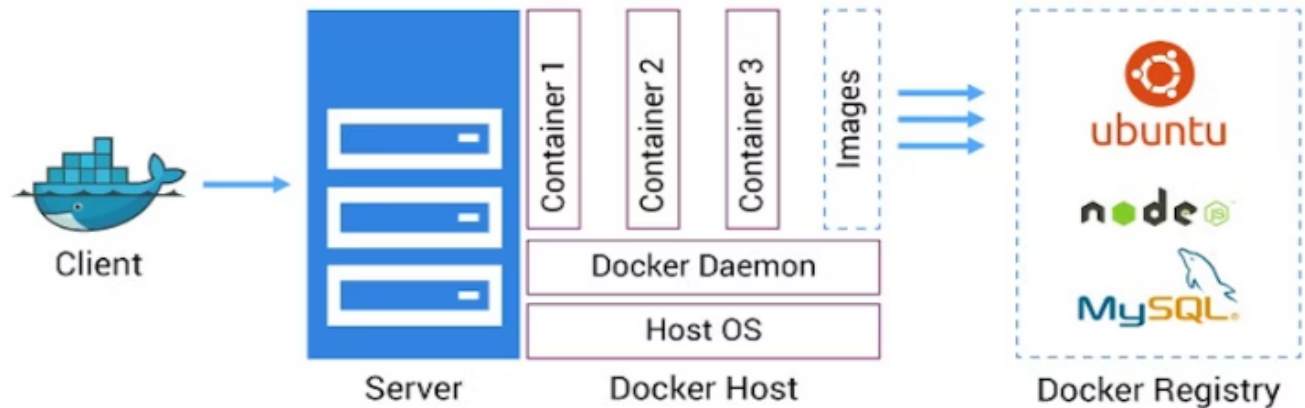 Client
Server
Container 1
Container 2
Container 3
Images
Docker Daemon
Host OS
Docker Host
ubuntu
node
JS
MySQL
Docker Registry